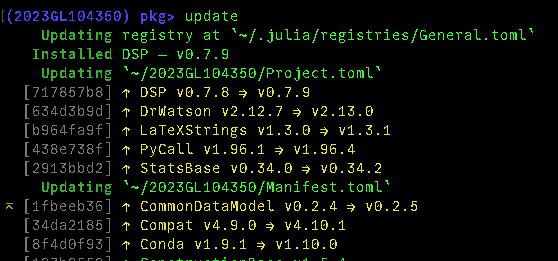 (2023GL104350) pkg> update
Updating registry at `~/.julia/registries/General.toml`
Installed DSP — v0.7.9
Updating `~/2023GL104350/Project.toml`
[717857b8] ↑ DSP v0.7.8 ⇒ v0.7.9
[634d3b9d] ↑ DrWatson v2.12.7 ⇒ v2.13.0
[b964fa9f] ↑ LaTeXStrings v1.3.0 ⇒ v1.3.1
[438e738f] ↑ PyCall v1.96.1 ⇒ v1.96.4
[2913bbd2] ↑ StatsBase v0.34.0 ⇒ v0.34.2
Updating `~/2023GL104350/Manifest.toml`
⌅ [1fbeeb36] ↑ CommonDataModel v0.2.4 ⇒ v0.2.5
[34da2185] ↑ Compat v4.9.0 ⇒ v4.10.1
[8f4d0f93] ↑ Conda v1.9.1 ⇒ v1.10.0